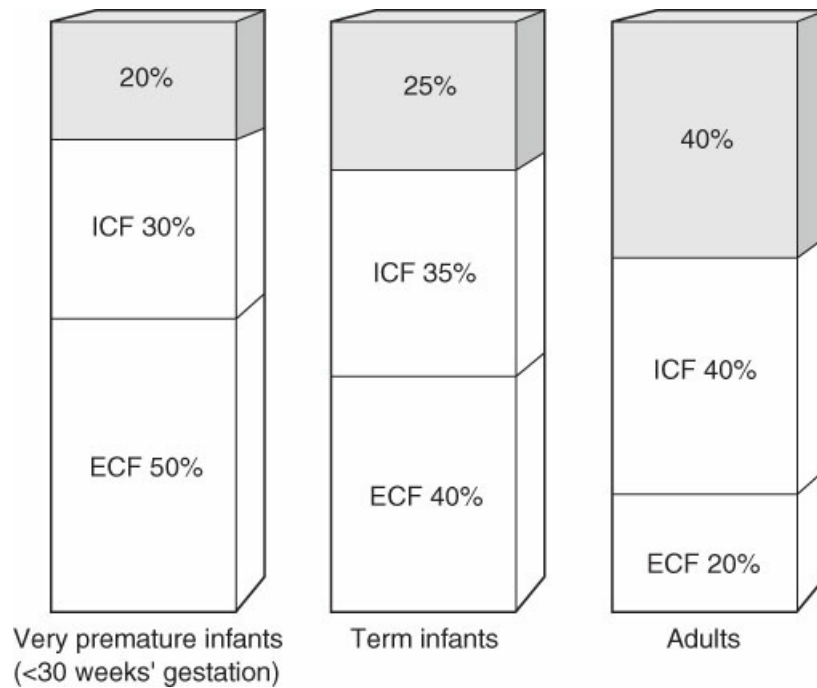 20%
ICF 30%
ECF 50%
Very premature infants
(<30 weeks' gestation)
25%
ICF 35%
ECF 40%
Term infants
40%
ICF 40%
ECF 20%
Adults